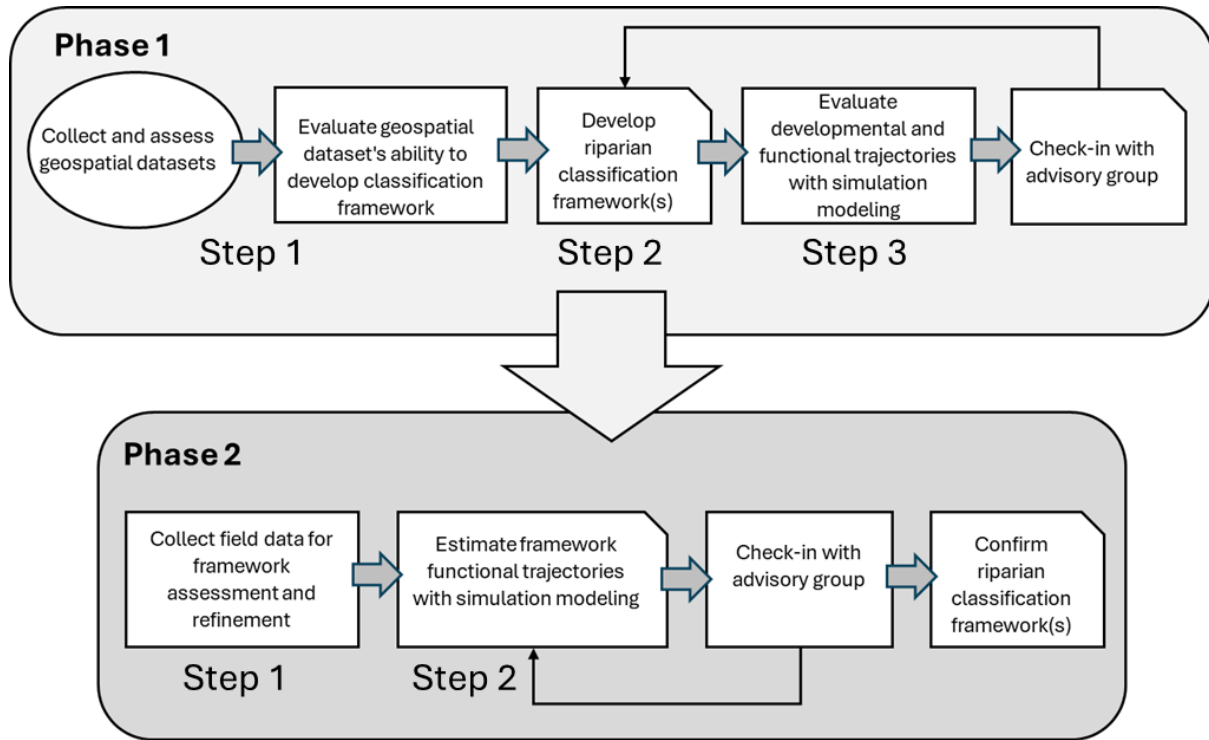 Phase 1
Collect and assess
geospatial datasets
Evaluate geospatial
dataset's ability to
develop classification
framework
Develop
riparian
classification
framework(s)
Evaluate
developmental and
functional trajectories
with simulation
modeling
Check-in with
advisory group
Step 1
Step 2
Step 3
Phase 2
Collect field data for
framework
assessment and
refinement
Estimate framework
functional trajectories
with simulation modeling
Check-in with
advisory group
Confirm
riparian
classification
framework(s)
Step 1
Step 2